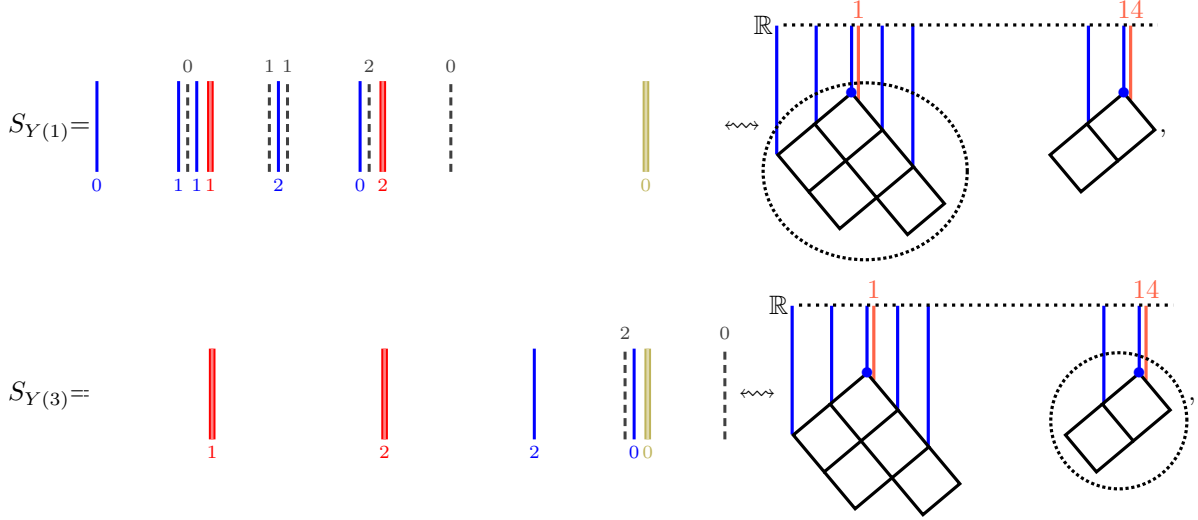 ℝ 1 14
0 1 1 2 0
S_{Y(1)}= ⇝ ,
0 1 1 1 2 0 2 0
ℝ 1 14
2 0
S_{Y(3)}= ⇝ ,
1 2 2 0 0